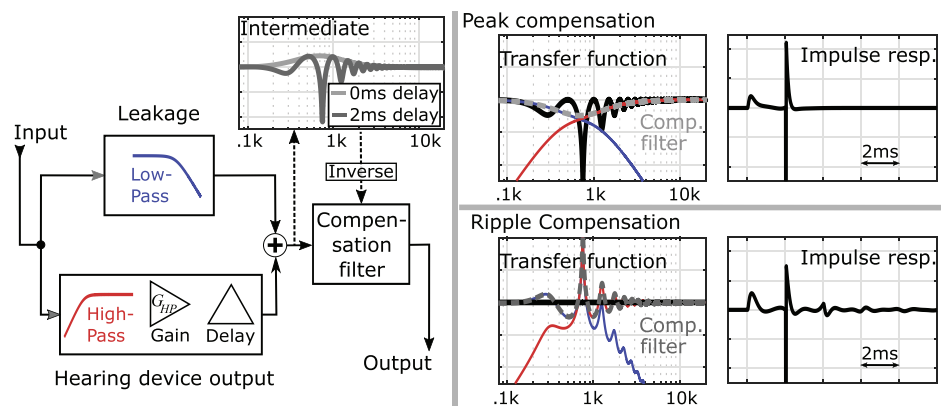 Intermediate
0ms delay
2ms delay
.1k 1k 10k
Input
Leakage
Low-
Pass
Inverse
+
Compen-
sation
filter
High-
Pass
G_HP
Gain
Delay
Hearing device output
Output
Peak compensation
Transfer function
Comp.
filter
.1k 1k 10k
Impulse resp.
2ms
Ripple Compensation
Transfer function
Comp.
filter
.1k 1k 10k
Impulse resp.
2ms